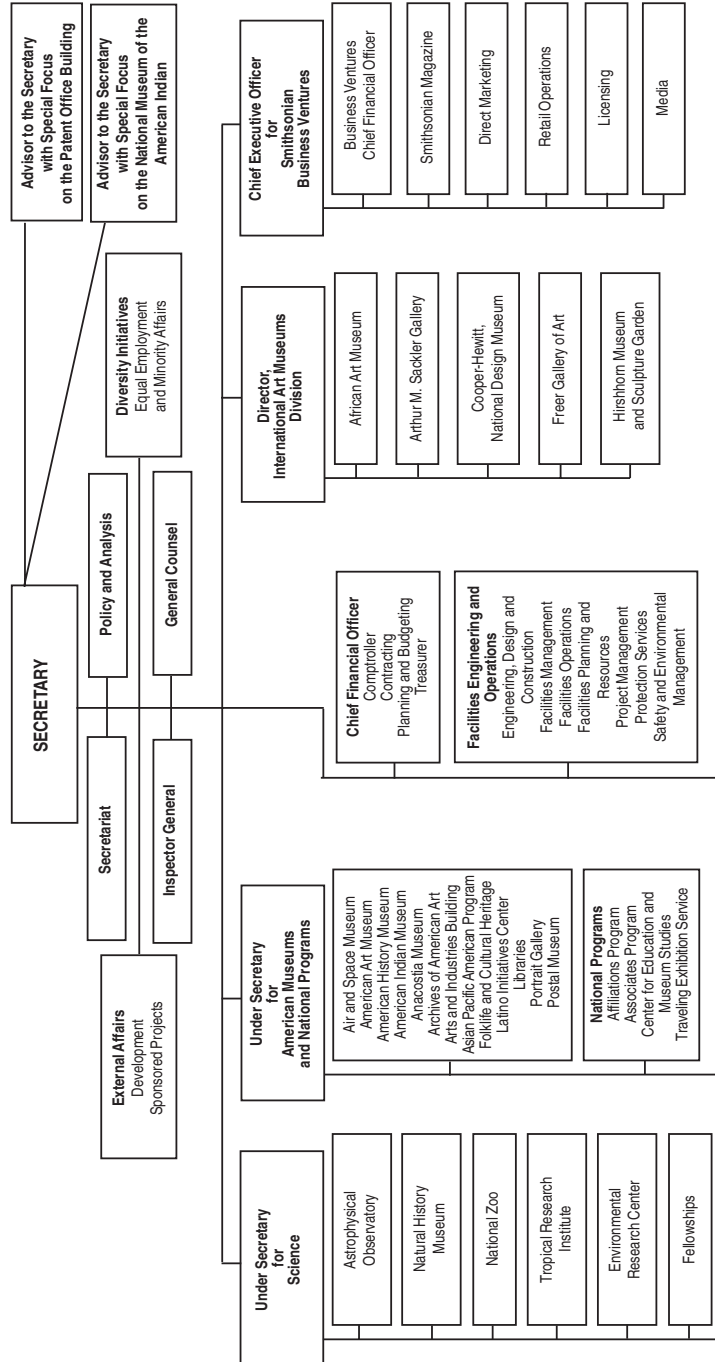 SECRETARY
Advisor to the Secretary
with Special Focus
on the Patent Office Building
Advisor to the Secretary
with Special Focus
on the National Museum of the
American Indian
Secretariat
Policy and Analysis
Inspector General
General Counsel
External Affairs
Development
Sponsored Projects
Diversity Initiatives
Equal Employment
and Minority Affairs
Under Secretary
for
Science
Astrophysical
Observatory
Natural History
Museum
National Zoo
Tropical Research
Institute
Environmental
Research Center
Fellowships
Under Secretary
for
American Museums
and National Programs
Air and Space Museum
American Art Museum
American History Museum
American Indian Museum
Anacostia Museum
Archives of American Art
Arts and Industries Building
Asian Pacific American Program
Folklife and Cultural Heritage
Latino Initiatives Center
Libraries
Portrait Gallery
Postal Museum
National Programs
Affiliations Program
Associates Program
Center for Education and
Museum Studies
Traveling Exhibition Service
Chief Financial Officer
Comptroller
Contracting
Planning and Budgeting
Treasurer
Facilities Engineering and
Operations
Engineering, Design and
Construction
Facilities Management
Facilities Operations
Facilities Planning and
Resources
Project Management
Protection Services
Safety and Environmental
Management
Director,
International Art Museums
Division
African Art Museum
Arthur M. Sackler Gallery
Cooper-Hewitt,
National Design Museum
Freer Gallery of Art
Hirshhorn Museum
and Sculpture Garden
Chief Executive Officer
for
Smithsonian
Business Ventures
Business Ventures
Chief Financial Officer
Smithsonian Magazine
Direct Marketing
Retail Operations
Licensing
Media